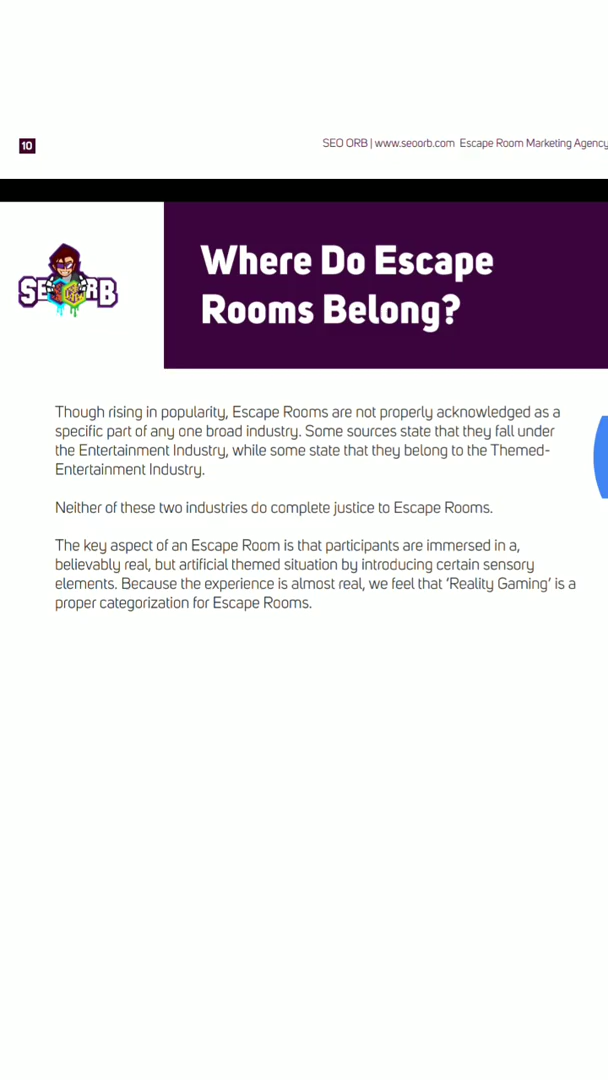 10
SEO ORB | www.seoorb.com Escape Room Marketing Agency
SEORB
Where Do Escape
Rooms Belong?
Though rising in popularity, Escape Rooms are not properly acknowledged as a
specific part of any one broad industry. Some sources state that they fall under
the Entertainment Industry, while some state that they belong to the Themed-
Entertainment Industry.
Neither of these two industries do complete justice to Escape Rooms.
The key aspect of an Escape Room is that participants are immersed in a,
believably real, but artificial themed situation by introducing certain sensory
elements. Because the experience is almost real, we feel that ‘Reality Gaming’ is a
proper categorization for Escape Rooms.